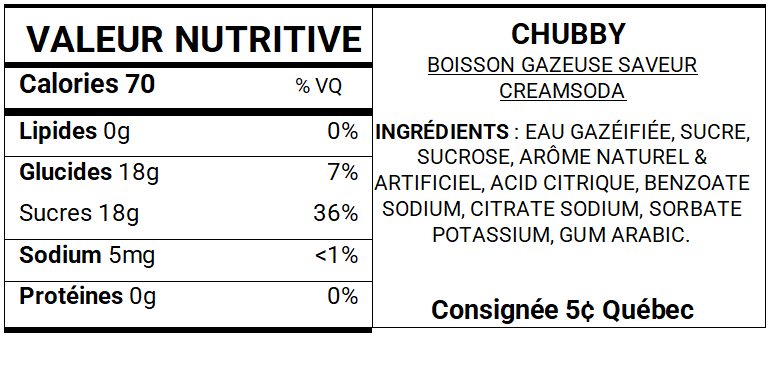 VALEUR NUTRITIVE
Calories 70 % VQ
Lipides 0g 0%
Glucides 18g 7%
Sucres 18g 36%
Sodium 5mg <1%
Protéines 0g 0%
CHUBBY
BOISSON GAZEUSE SAVEUR
CREAMSODA
INGRÉDIENTS : EAU GAZÉIFIÉE, SUCRE,
SUCROSE, ARÔME NATUREL &
ARTIFICIEL, ACID CITRIQUE, BENZOATE
SODIUM, CITRATE SODIUM, SORBATE
POTASSIUM, GUM ARABIC.
Consignée 5¢ Québec